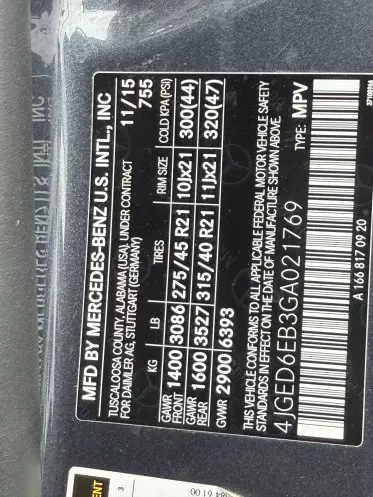 MFD BY MERCEDES-BENZ U.S. INTL., INC
TUSCALOOSA COUNTY, ALABAMA (USA), UNDER CONTRACT 11/15
FOR DAIMLER AG, STUTTGART (GERMANY) 755
KG LB TIRES RIM SIZE COLD KPA(PSI)
GAWR FRONT 1400 3086 275/45 R21 10Jx21 300(44)
GAWR REAR 1600 3527 315/40 R21 11Jx21 320(47)
GVWR 2900 6393
THIS VEHICLE CONFORMS TO ALL APPLICABLE FEDERAL MOTOR VEHICLE SAFETY
STANDARDS IN EFFECT ON THE DATE OF MANUFACTURE SHOWN ABOVE.
4JGED6EB3GA021769 TYPE: MPV
A 166 817 09 20